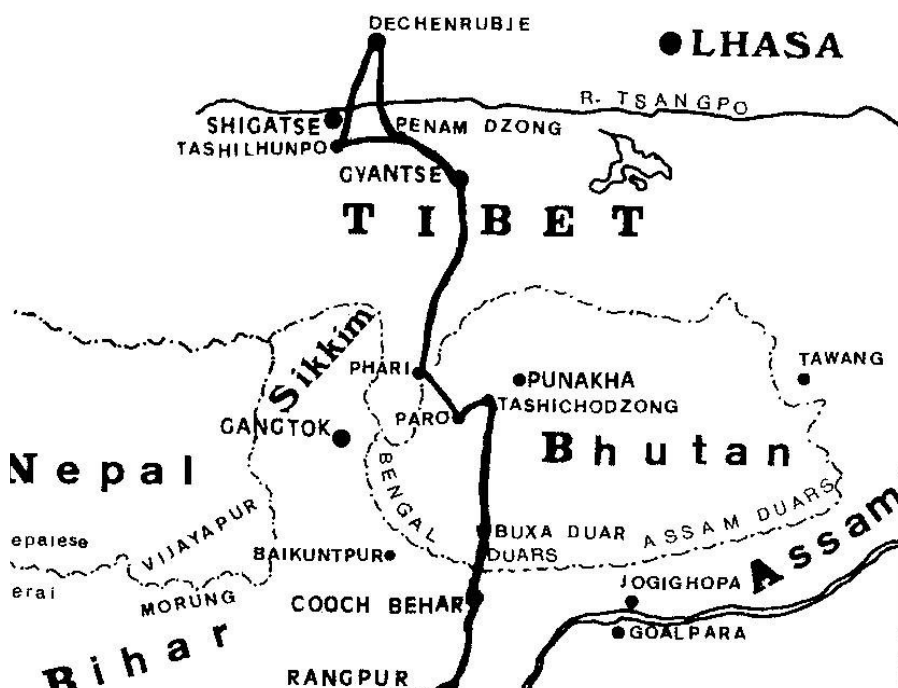 DECHENRUBJE
LHASA
R. TSANGPO
SHIGATSE
PENAM DZONG
TASHILHUNPO
GYANTSE
TIBET
Sikkim
PHARI
PUNAKHA
TAWANG
TASHICHODZONG
PARO
GANGTOK
Bhutan
Nepal
BENGAL
ASSAM DUARS
BUXA DUAR
DUARS
epalese
VIJAYAPUR
BAIKUNTPUR
Assam
erai
MORUNG
JOGIGHOPA
COOCH BEHAR
GOALPARA
Bihar
RANGPUR